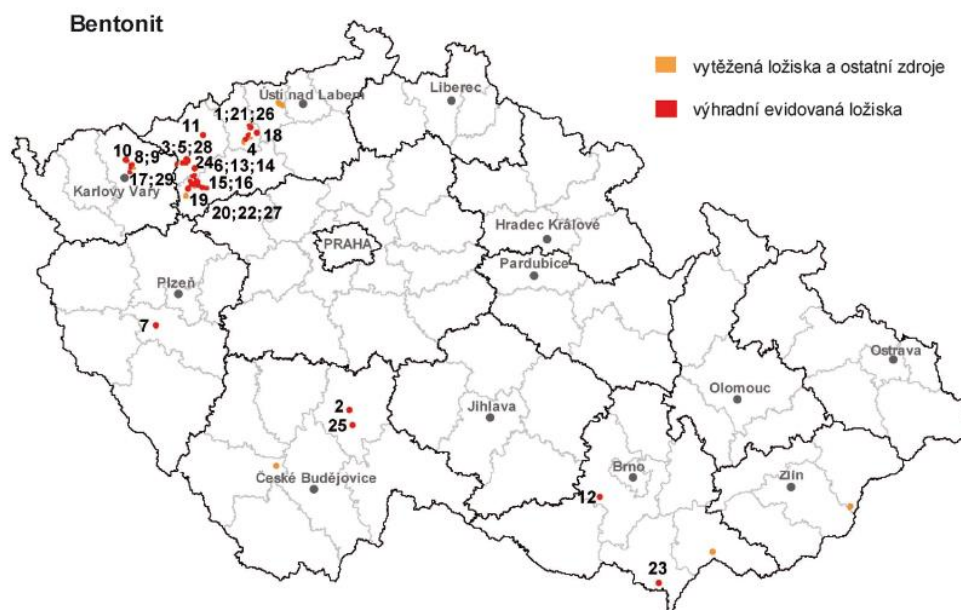 Bentonit
vytěžená ložiska a ostatní zdroje
výhradní evidovaná ložiska
Ústí nad Labem
Liberec
1;21;26
11
18
3;5;28
4
10
8;9
24
6;13;14
17;29
15;16
Karlovy Vary
19
20;22;27
Hradec Králové
PRAHA
Pardubice
Plzeň
7
Ostrava
Olomouc
2
Jihlava
25
Brno
České Budějovice
Zlín
12
23